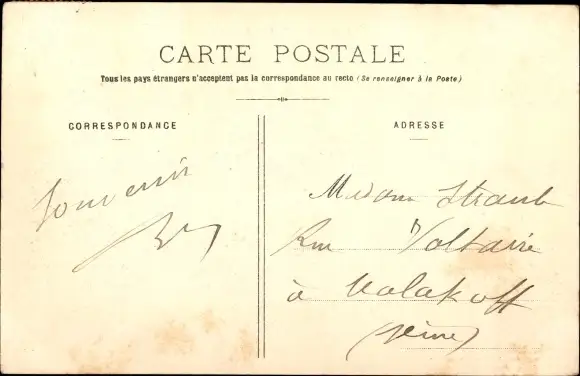 CARTE POSTALE
Tous les pays étrangers n'acceptent pas la correspondance au recto (Se renseigner à la Poste)
CORRESPONDANCE
Souvenir
ADRESSE
Madame Straub
Rue Voltaire
à Malakoff
(Seine)